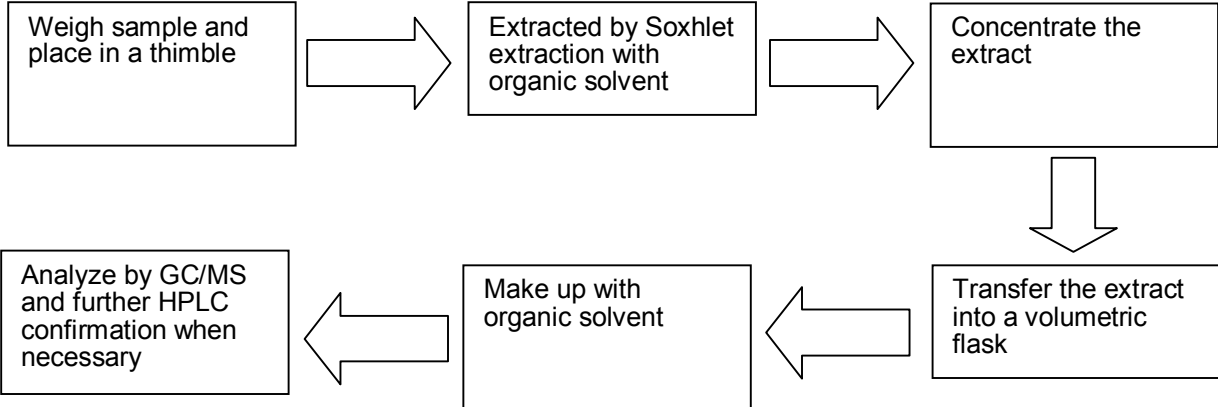 Weigh sample and
place in a thimble
Extracted by Soxhlet
extraction with
organic solvent
Concentrate the
extract
Transfer the extract
into a volumetric
flask
Make up with
organic solvent
Analyze by GC/MS
and further HPLC
confirmation when
necessary